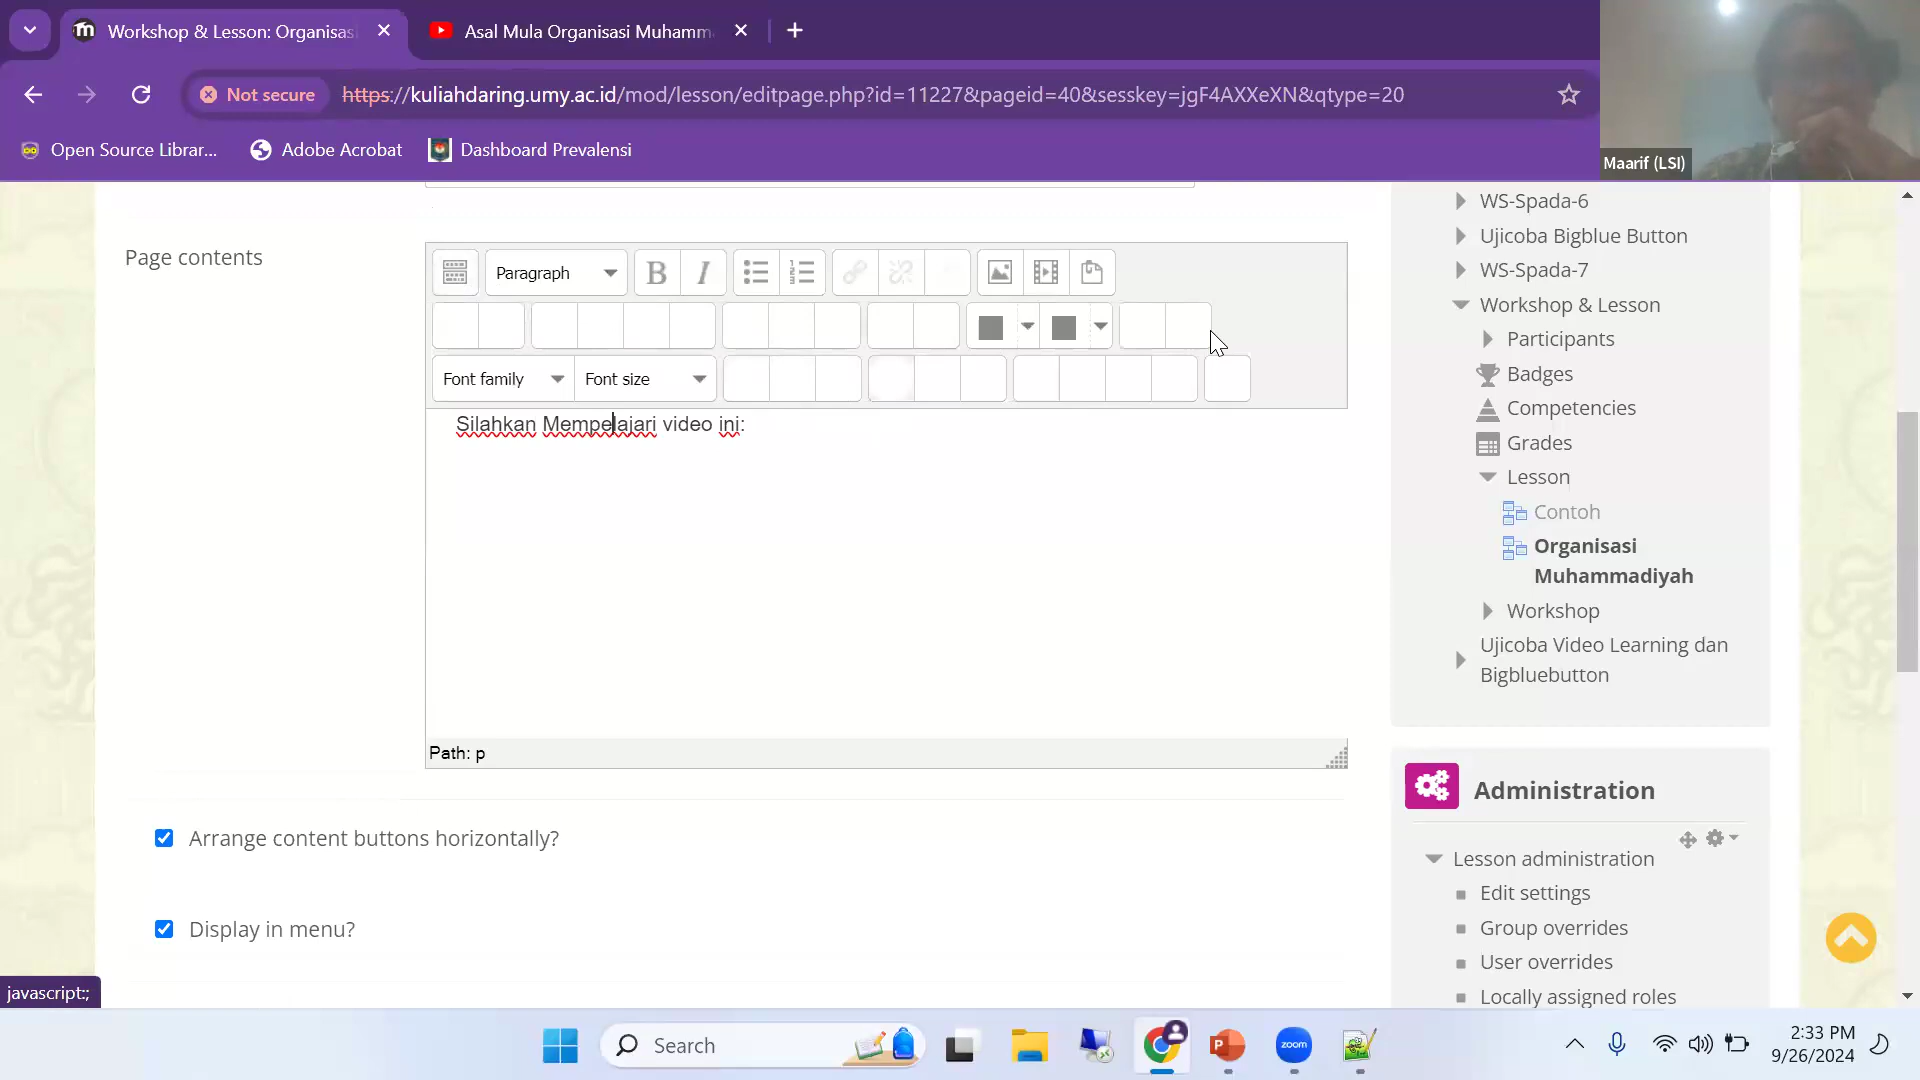 Workshop & Lesson: Organisas
Asal Mula Organisasi Muhamm
Not secure
https://kuliahdaring.umy.ac.id/mod/lesson/editpage.php?id=11227&pageid=40&sesskey=jgF4AXXeXN&qtype=20
Open Source Librar...
Adobe Acrobat
Dashboard Prevalensi
Maarif (LSI)
Page contents
Paragraph
B
I
Font family
Font size
Silahkan Mempelajari video ini:
Path: p
Arrange content buttons horizontally?
Display in menu?
WS-Spada-6
Ujicoba Bigblue Button
WS-Spada-7
Workshop & Lesson
Participants
Badges
Competencies
Grades
Lesson
Contoh
Organisasi
Muhammadiyah
Workshop
Ujicoba Video Learning dan
Bigbluebutton
Administration
Lesson administration
Edit settings
Group overrides
User overrides
Locally assigned roles
javascript:;
Search
zoom
2:33 PM
9/26/2024